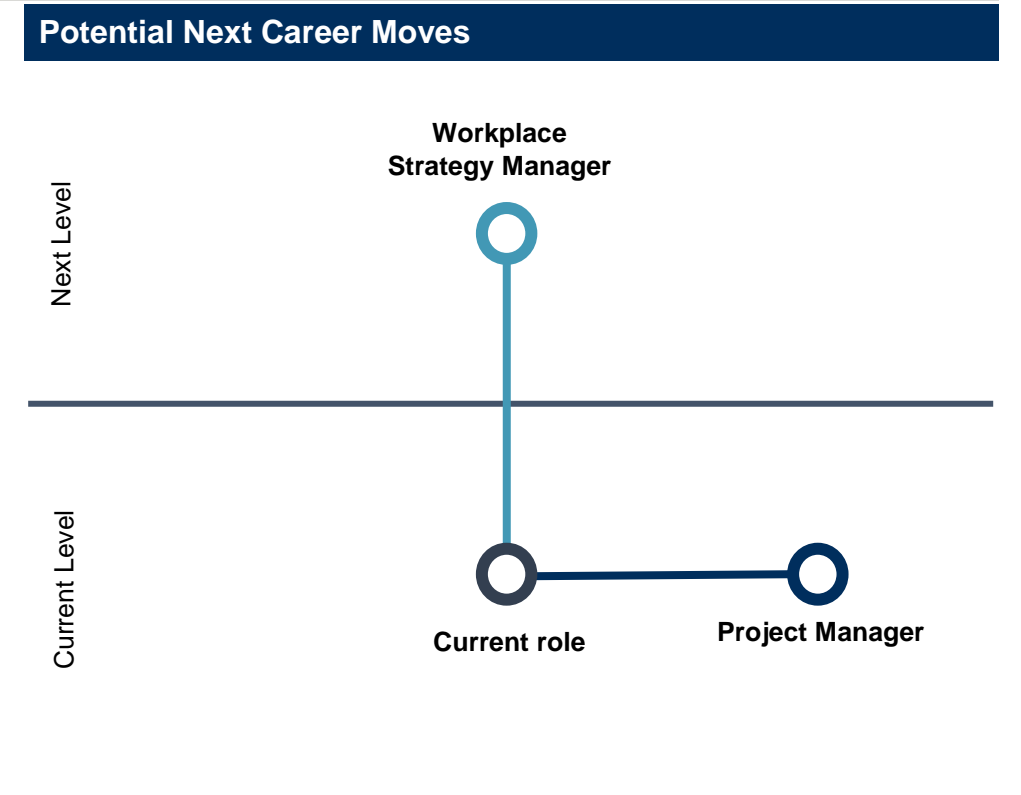 Potential Next Career Moves
Workplace
Strategy Manager
Next Level
Current Level
Current role
Project Manager